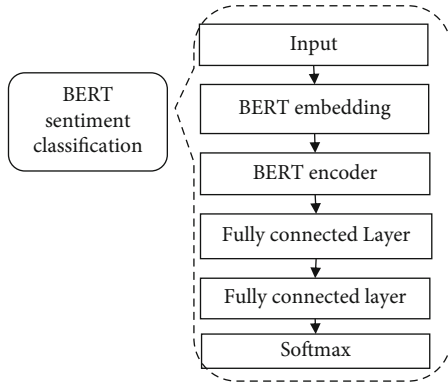 BERT
sentiment
classification
Input
BERT embedding
BERT encoder
Fully connected Layer
Fully connected layer
Softmax